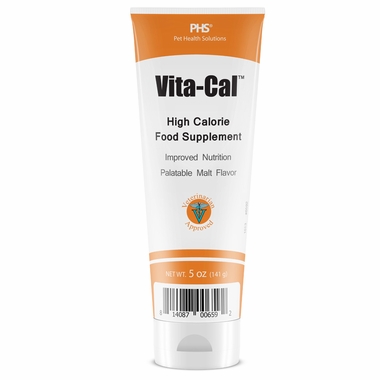 PHS®
Pet Health Solutions
Vita-Cal™
High Calorie
Food Supplement
Improved Nutrition
Palatable Malt Flavor
Veterinarian
Approved
NET WT. 5 oz (141 g)
8 14087 00659 2